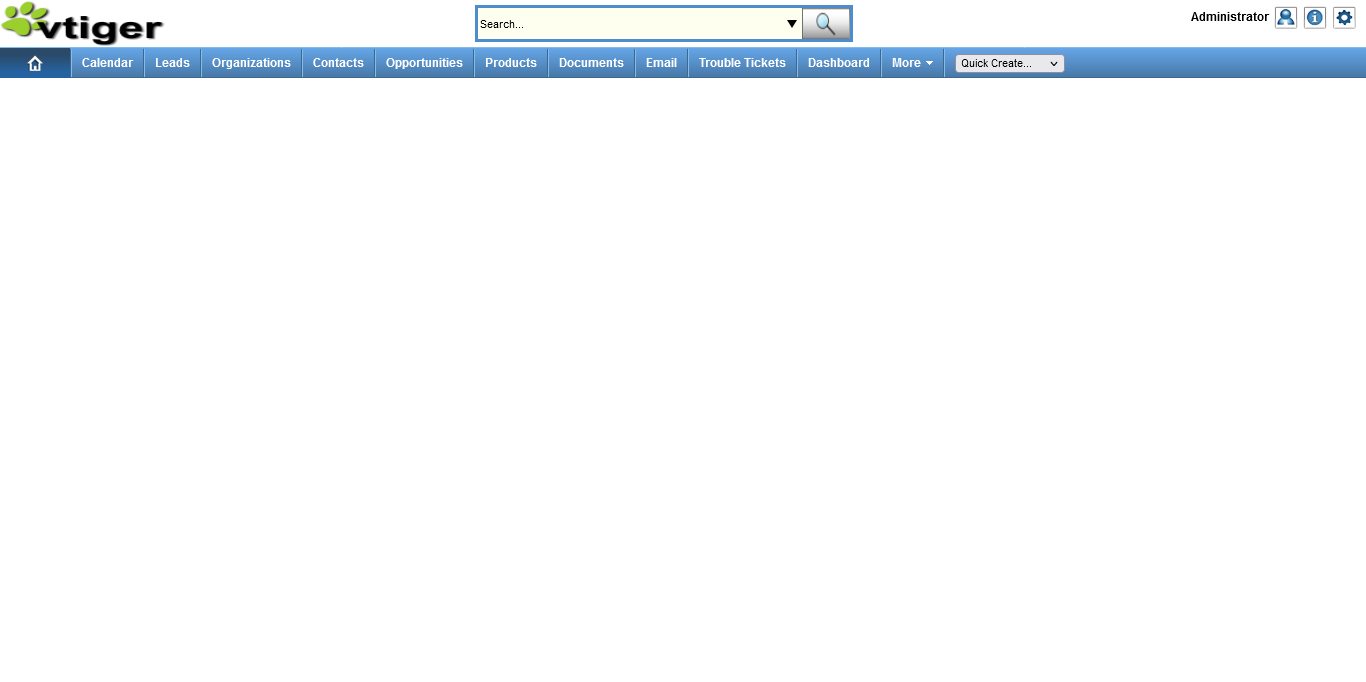 vtiger
Search...
Administrator
Calendar Leads Organizations Contacts Opportunities Products Documents Email Trouble Tickets Dashboard More Quick Create...